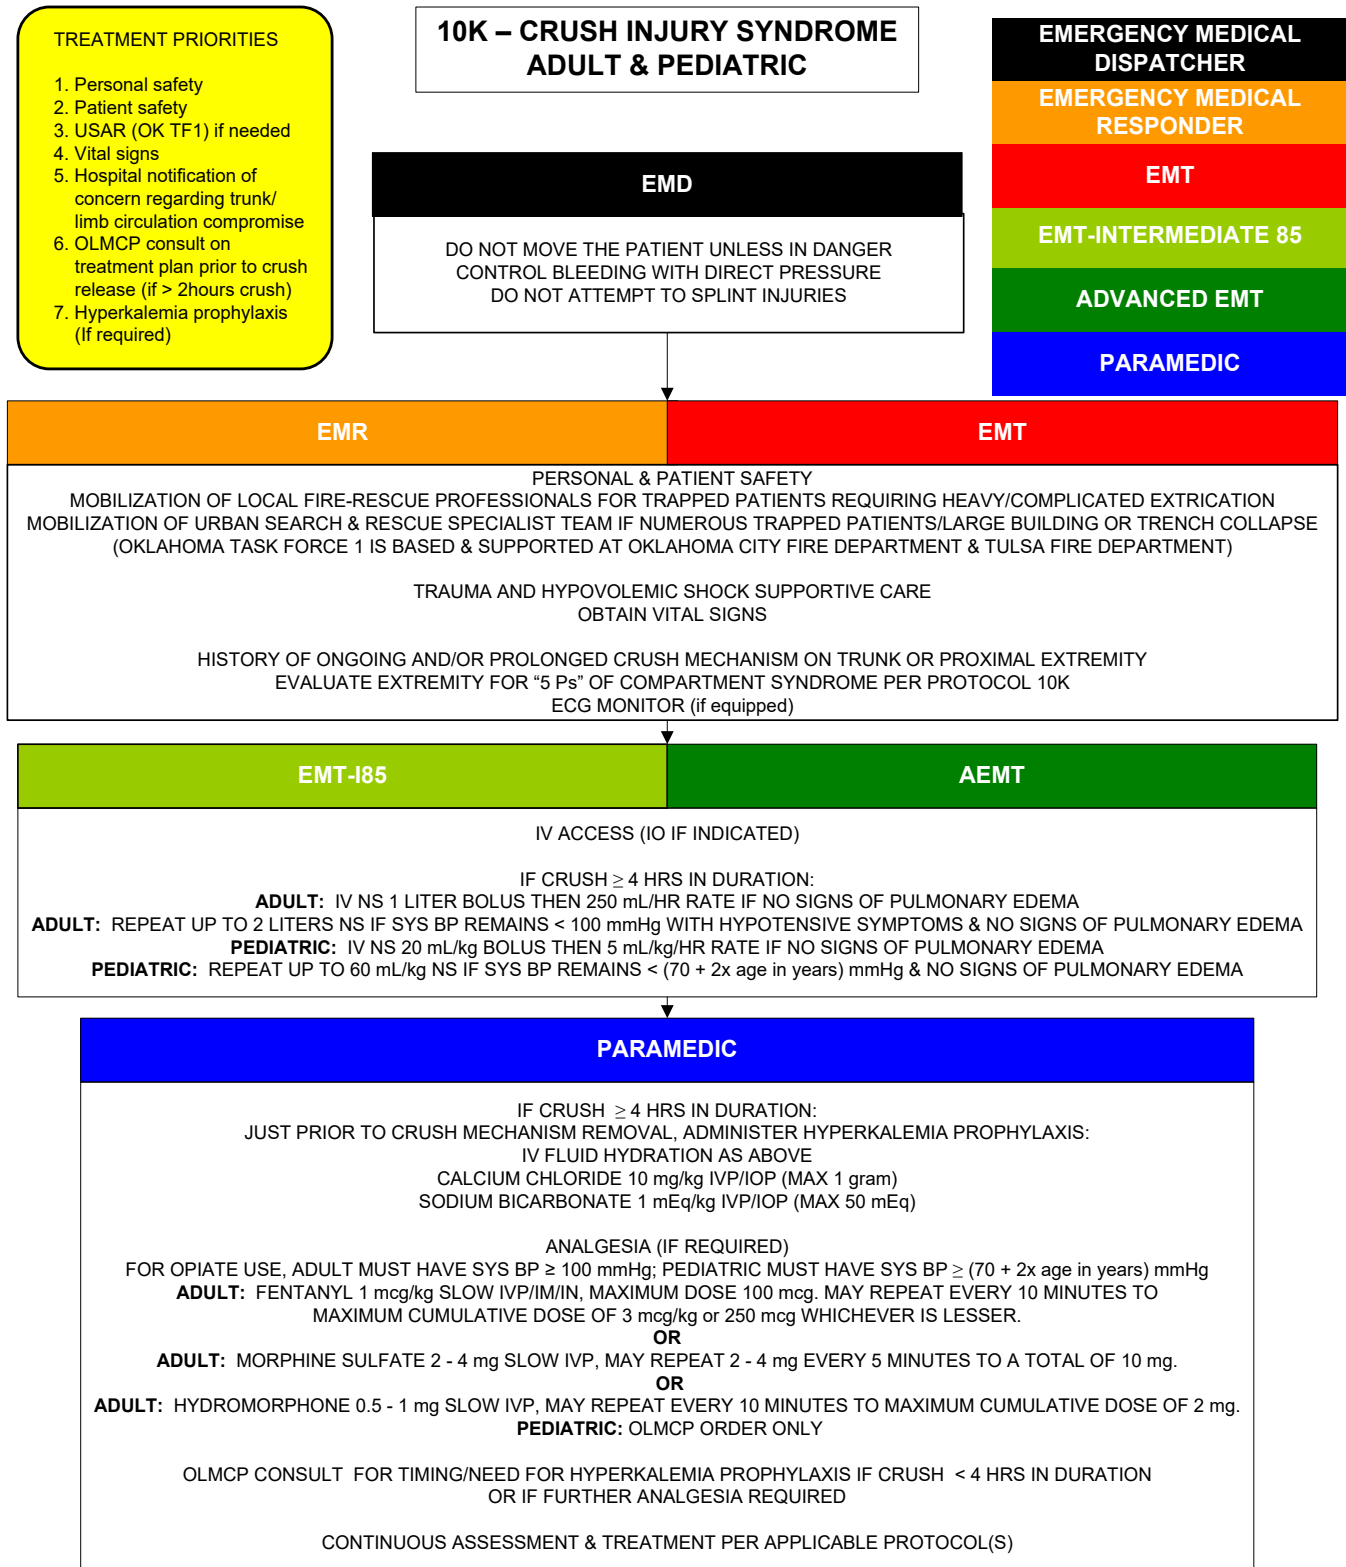 TREATMENT PRIORITIES
1. Personal safety
2. Patient safety
3. USAR (OK TF1) if needed
4. Vital signs
5. Hospital notification of
concern regarding trunk/
limb circulation compromise
6. OLMCP consult on
treatment plan prior to crush
release (if > 2hours crush)
7. Hyperkalemia prophylaxis
(If required)
10K – CRUSH INJURY SYNDROME
ADULT & PEDIATRIC
EMERGENCY MEDICAL
DISPATCHER
EMERGENCY MEDICAL
RESPONDER
EMT
EMT-INTERMEDIATE 85
ADVANCED EMT
PARAMEDIC
EMD
DO NOT MOVE THE PATIENT UNLESS IN DANGER
CONTROL BLEEDING WITH DIRECT PRESSURE
DO NOT ATTEMPT TO SPLINT INJURIES
EMR
EMT
PERSONAL & PATIENT SAFETY
MOBILIZATION OF LOCAL FIRE-RESCUE PROFESSIONALS FOR TRAPPED PATIENTS REQUIRING HEAVY/COMPLICATED EXTRICATION
MOBILIZATION OF URBAN SEARCH & RESCUE SPECIALIST TEAM IF NUMEROUS TRAPPED PATIENTS/LARGE BUILDING OR TRENCH COLLAPSE
(OKLAHOMA TASK FORCE 1 IS BASED & SUPPORTED AT OKLAHOMA CITY FIRE DEPARTMENT & TULSA FIRE DEPARTMENT)
TRAUMA AND HYPOVOLEMIC SHOCK SUPPORTIVE CARE
OBTAIN VITAL SIGNS
HISTORY OF ONGOING AND/OR PROLONGED CRUSH MECHANISM ON TRUNK OR PROXIMAL EXTREMITY
EVALUATE EXTREMITY FOR “5 Ps” OF COMPARTMENT SYNDROME PER PROTOCOL 10K
ECG MONITOR (if equipped)
EMT-I85
AEMT
IV ACCESS (IO IF INDICATED)
IF CRUSH ≥ 4 HRS IN DURATION:
ADULT: IV NS 1 LITER BOLUS THEN 250 mL/HR RATE IF NO SIGNS OF PULMONARY EDEMA
ADULT: REPEAT UP TO 2 LITERS NS IF SYS BP REMAINS < 100 mmHg WITH HYPOTENSIVE SYMPTOMS & NO SIGNS OF PULMONARY EDEMA
PEDIATRIC: IV NS 20 mL/kg BOLUS THEN 5 mL/kg/HR RATE IF NO SIGNS OF PULMONARY EDEMA
PEDIATRIC: REPEAT UP TO 60 mL/kg NS IF SYS BP REMAINS < (70 + 2x age in years) mmHg & NO SIGNS OF PULMONARY EDEMA
PARAMEDIC
IF CRUSH ≥ 4 HRS IN DURATION:
JUST PRIOR TO CRUSH MECHANISM REMOVAL, ADMINISTER HYPERKALEMIA PROPHYLAXIS:
IV FLUID HYDRATION AS ABOVE
CALCIUM CHLORIDE 10 mg/kg IVP/IOP (MAX 1 gram)
SODIUM BICARBONATE 1 mEq/kg IVP/IOP (MAX 50 mEq)
ANALGESIA (IF REQUIRED)
FOR OPIATE USE, ADULT MUST HAVE SYS BP ≥ 100 mmHg; PEDIATRIC MUST HAVE SYS BP ≥ (70 + 2x age in years) mmHg
ADULT: FENTANYL 1 mcg/kg SLOW IVP/IM/IN, MAXIMUM DOSE 100 mcg. MAY REPEAT EVERY 10 MINUTES TO
MAXIMUM CUMULATIVE DOSE OF 3 mcg/kg or 250 mcg WHICHEVER IS LESSER.
OR
ADULT: MORPHINE SULFATE 2 - 4 mg SLOW IVP, MAY REPEAT 2 - 4 mg EVERY 5 MINUTES TO A TOTAL OF 10 mg.
OR
ADULT: HYDROMORPHONE 0.5 - 1 mg SLOW IVP, MAY REPEAT EVERY 10 MINUTES TO MAXIMUM CUMULATIVE DOSE OF 2 mg.
PEDIATRIC: OLMCP ORDER ONLY
OLMCP CONSULT FOR TIMING/NEED FOR HYPERKALEMIA PROPHYLAXIS IF CRUSH < 4 HRS IN DURATION
OR IF FURTHER ANALGESIA REQUIRED
CONTINUOUS ASSESSMENT & TREATMENT PER APPLICABLE PROTOCOL(S)